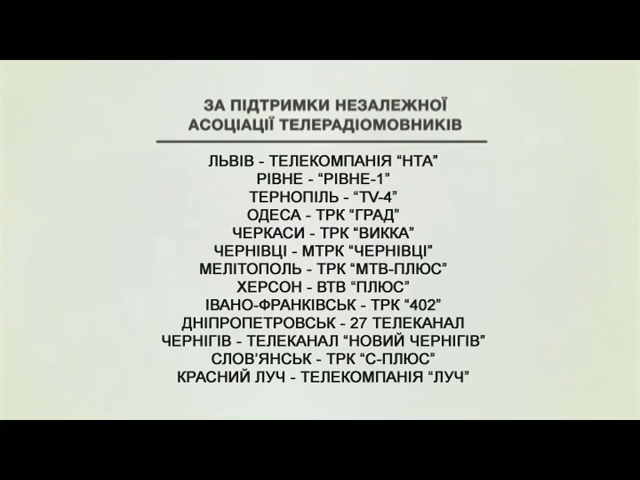 ЗА ПІДТРИМКИ НЕЗАЛЕЖНОЇ
АСОЦІАЦІЇ ТЕЛЕРАДІОМОВНИКІВ
ЛЬВІВ - ТЕЛЕКОМПАНІЯ “НТА”
РІВНЕ - “РІВНЕ-1”
ТЕРНОПІЛЬ - “TV-4”
ОДЕСА - ТРК “ГРАД”
ЧЕРКАСИ - ТРК “ВИККА”
ЧЕРНІВЦІ - МТРК “ЧЕРНІВЦІ”
МЕЛІТОПОЛЬ - ТРК “МТВ-ПЛЮС”
ХЕРСОН - ВТВ “ПЛЮС”
ІВАНО-ФРАНКІВСЬК - ТРК “402”
ДНІПРОПЕТРОВСЬК - 27 ТЕЛЕКАНАЛ
ЧЕРНІГІВ - ТЕЛЕКАНАЛ “НОВИЙ ЧЕРНІГІВ”
СЛОВ'ЯНСЬК - ТРК “С-ПЛЮС”
КРАСНИЙ ЛУЧ - ТЕЛЕКОМПАНІЯ “ЛУЧ”